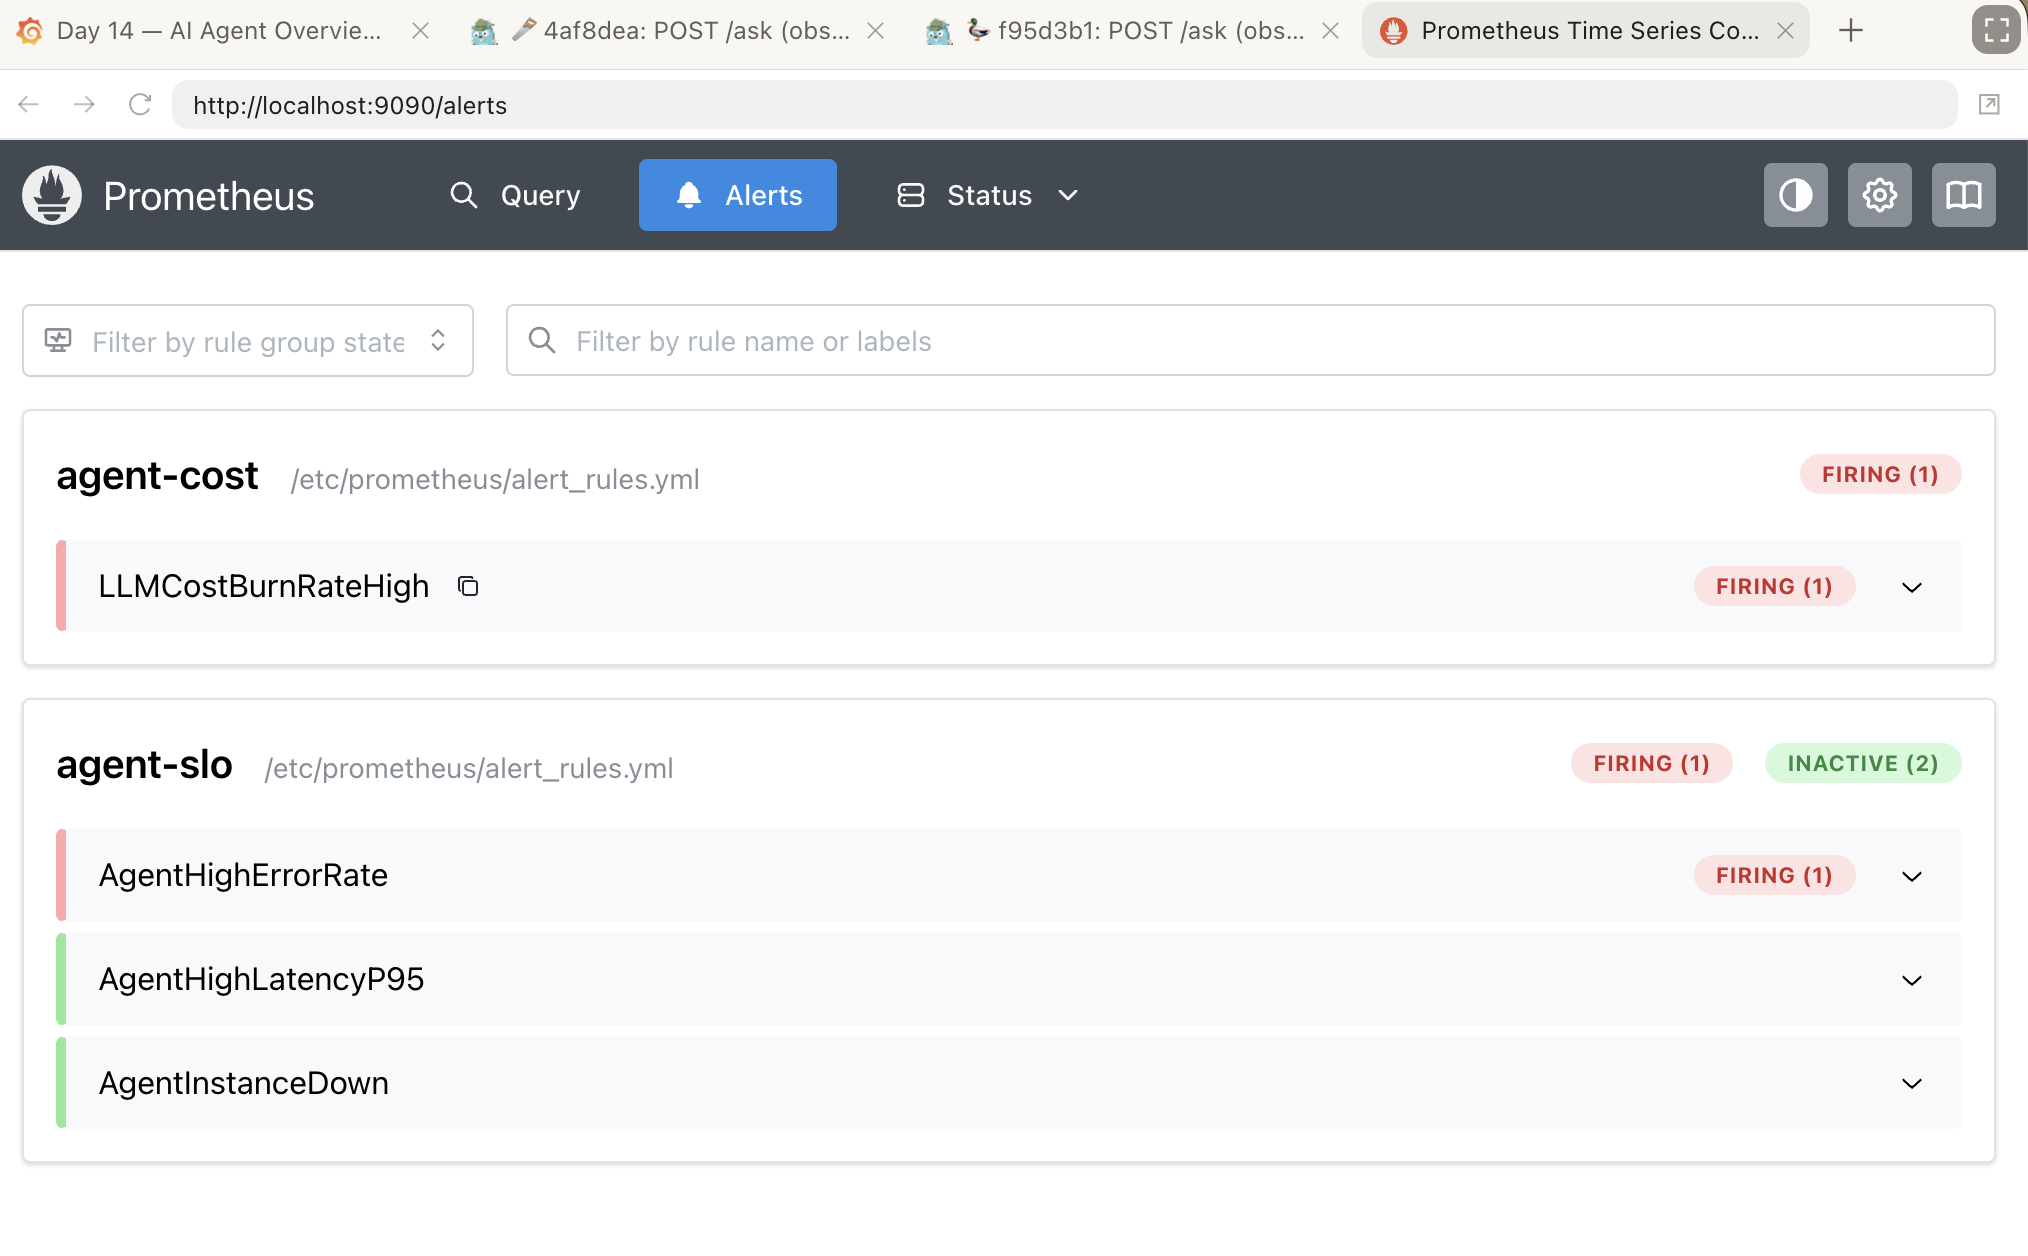 Day 14 — AI Agent Overvie...
4af8dea: POST /ask (obs...
f95d3b1: POST /ask (obs...
Prometheus Time Series Co...
http://localhost:9090/alerts
Prometheus
Query
Alerts
Status
Filter by rule group state
Filter by rule name or labels
agent-cost /etc/prometheus/alert_rules.yml FIRING (1)
LLMCostBurnRateHigh FIRING (1)
agent-slo /etc/prometheus/alert_rules.yml FIRING (1) INACTIVE (2)
AgentHighErrorRate FIRING (1)
AgentHighLatencyP95
AgentInstanceDown